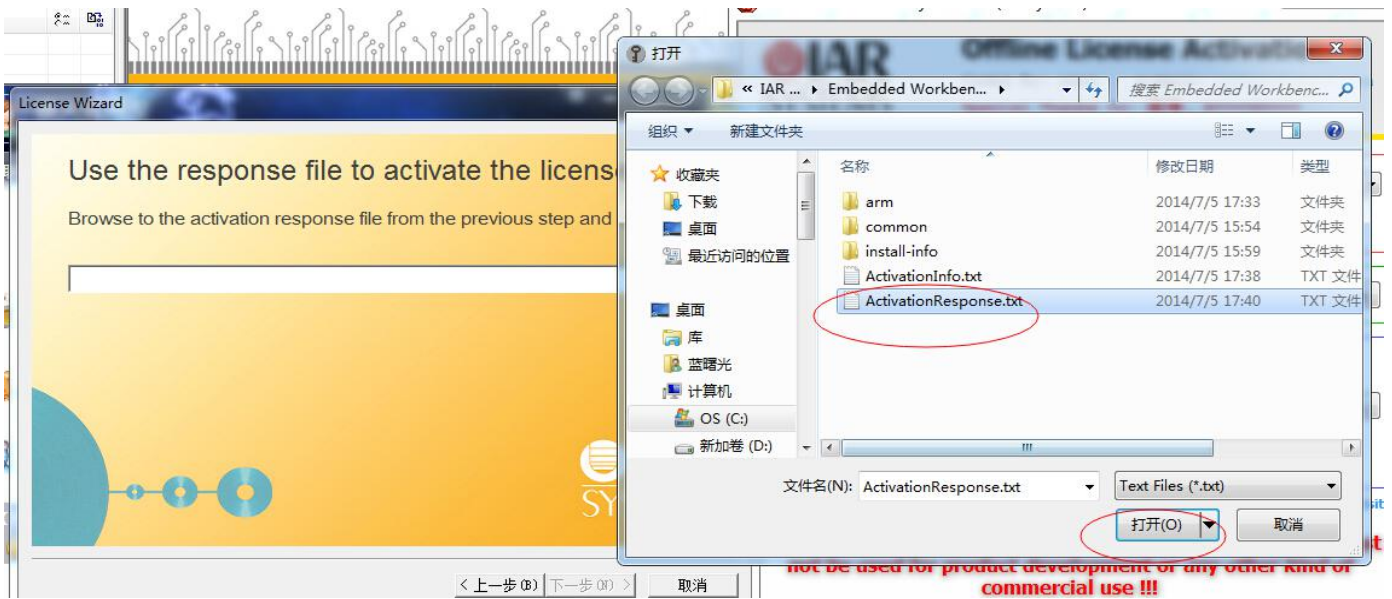 License Wizard
Use the response file to activate the licens
Browse to the activation response file from the previous step and
SY
< 上一步(B)
下一步(N) >
取消
IAR
Offline License Activati
打开
« IAR ... ▸ Embedded Workben... ▸
搜索 Embedded Workbenc...
组织 ▼ 新建文件夹
收藏夹
下载
桌面
最近访问的位置
桌面
库
蓝曙光
计算机
OS (C:)
新加卷 (D:)
名称 修改日期 类型
arm 2014/7/5 17:33 文件夹
common 2014/7/5 15:54 文件夹
install-info 2014/7/5 15:59 文件夹
ActivationInfo.txt 2014/7/5 17:38 TXT 文件
ActivationResponse.txt 2014/7/5 17:40 TXT 文件
文件名(N): ActivationResponse.txt
Text Files (*.txt)
打开(O)
取消
not be used for product development or any other kind of
commercial use !!!